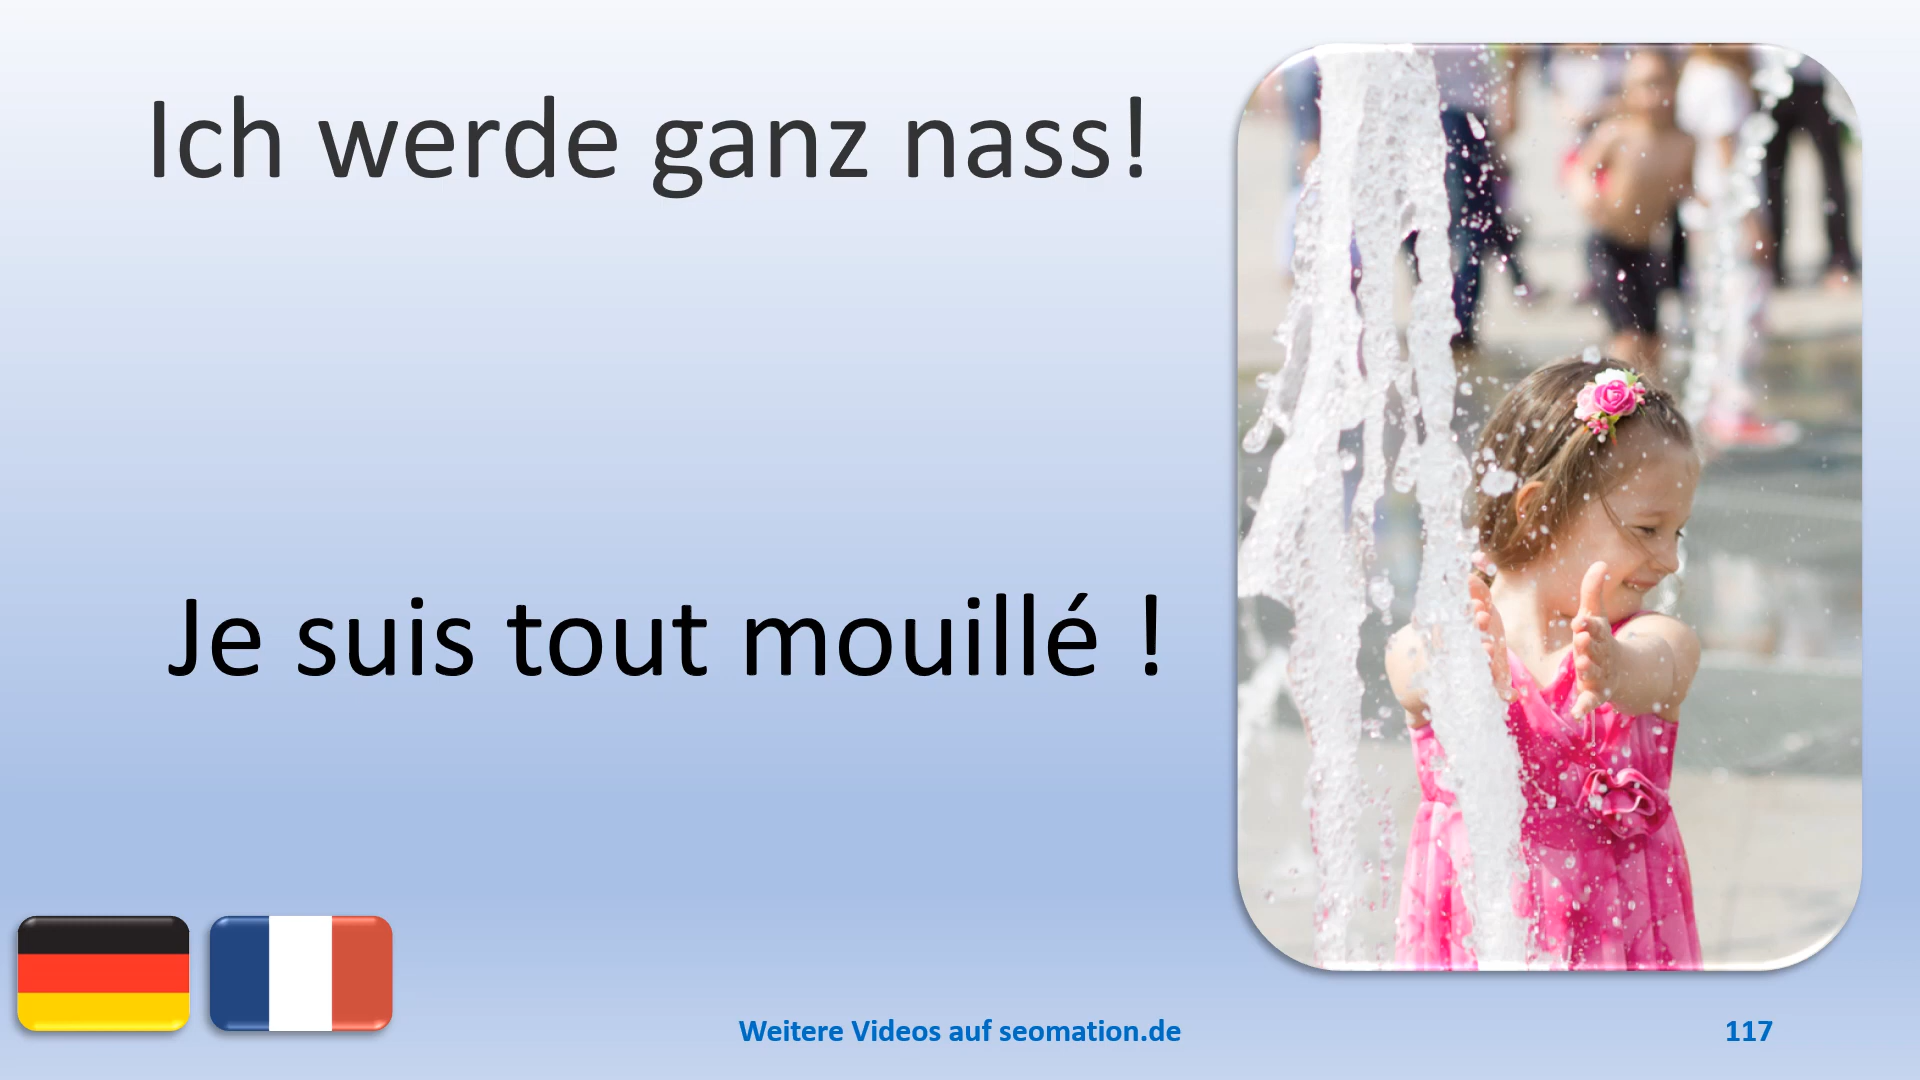 Ich werde ganz nass!
Je suis tout mouillé !
Weitere Videos auf seomation.de
117